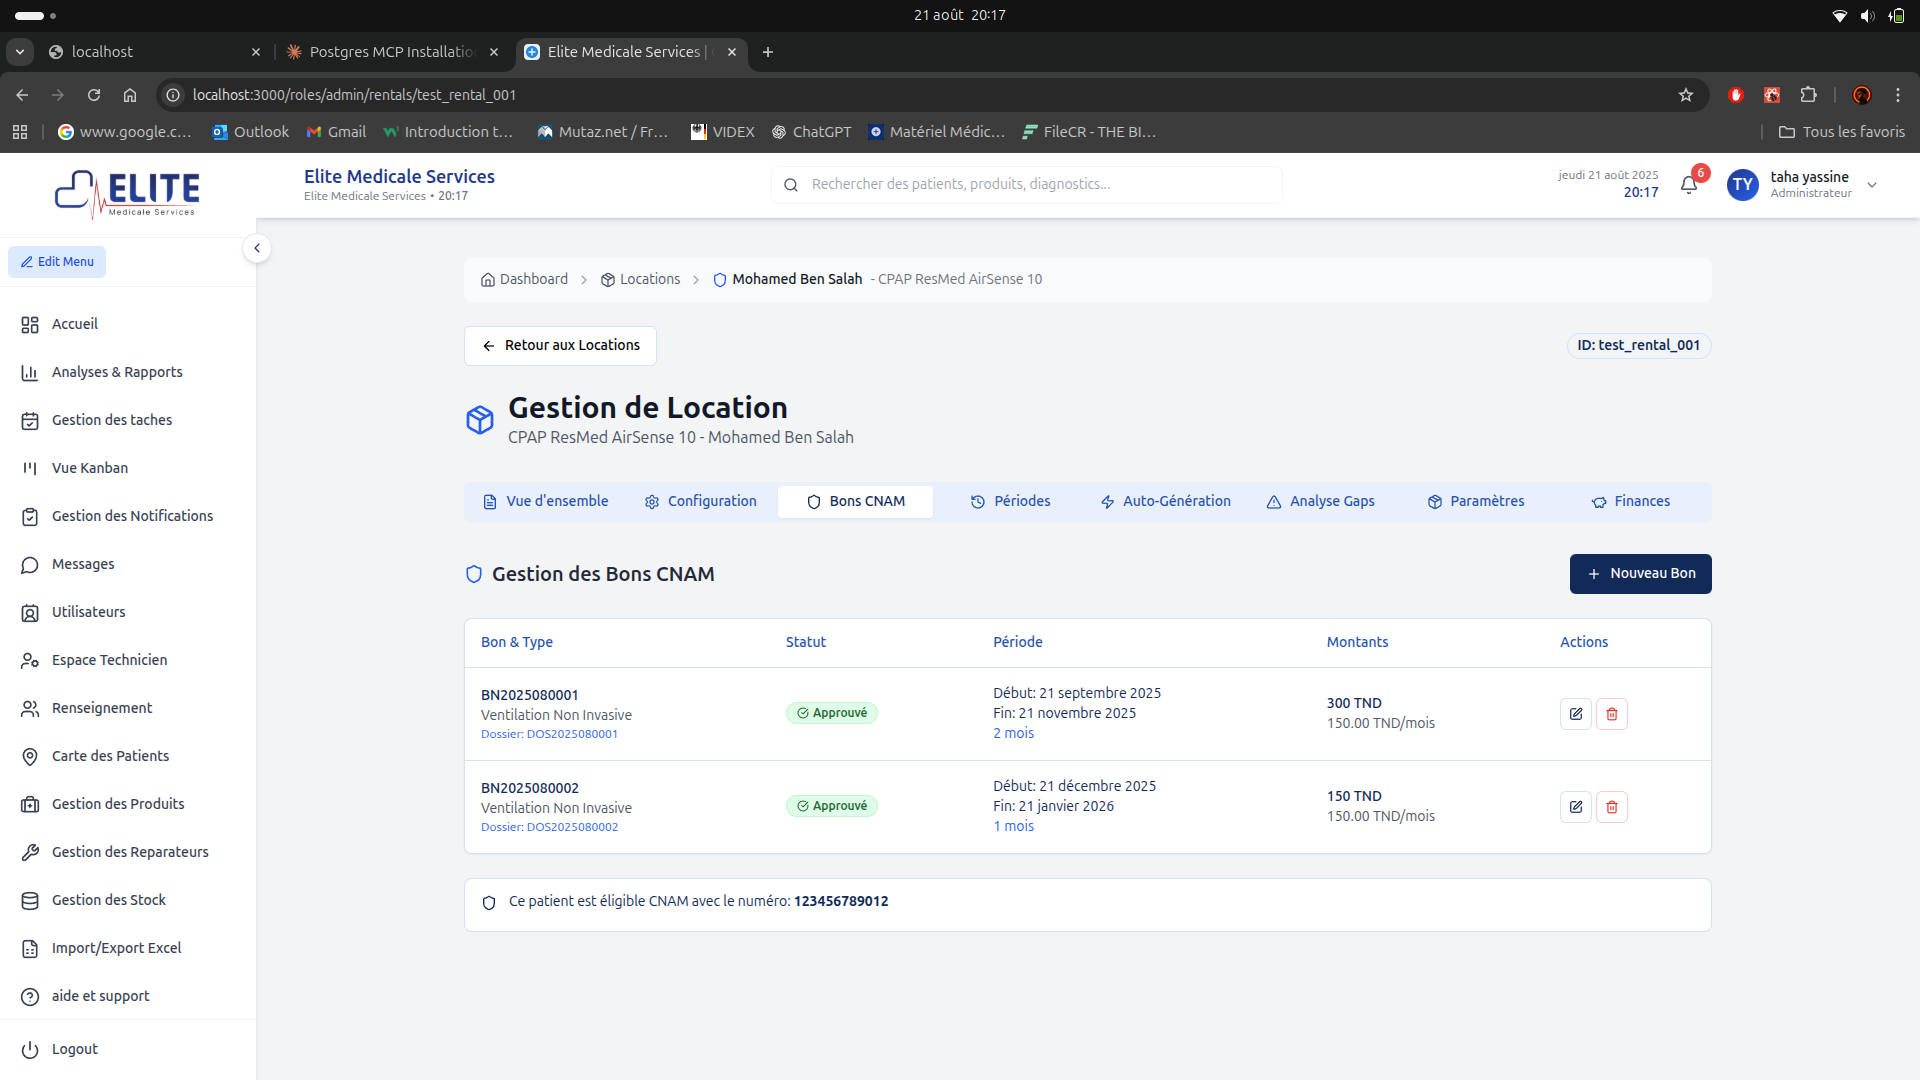 21 août 20:17
localhost
Postgres MCP Installatio
Elite Medicale Services |
localhost:3000/roles/admin/rentals/test_rental_001
www.google.c...
Outlook
Gmail
Introduction t...
Mutaz.net / Fr...
VIDEX
ChatGPT
Matériel Médic...
FileCR - THE BI...
Tous les favoris
ELITE
Medicale Services
Elite Medicale Services
Elite Medicale Services • 20:17
Rechercher des patients, produits, diagnostics...
jeudi 21 août 2025
20:17
6
TY
taha yassine
Administrateur
Edit Menu
Accueil
Analyses & Rapports
Gestion des taches
Vue Kanban
Gestion des Notifications
Messages
Utilisateurs
Espace Technicien
Renseignement
Carte des Patients
Gestion des Produits
Gestion des Reparateurs
Gestion des Stock
Import/Export Excel
aide et support
Logout
Dashboard
Locations
Mohamed Ben Salah - CPAP ResMed AirSense 10
Retour aux Locations
ID: test_rental_001
Gestion de Location
CPAP ResMed AirSense 10 - Mohamed Ben Salah
Vue d'ensemble
Configuration
Bons CNAM
Périodes
Auto-Génération
Analyse Gaps
Paramètres
Finances
Gestion des Bons CNAM
Nouveau Bon
Bon & Type
Statut
Période
Montants
Actions
BN2025080001
Ventilation Non Invasive
Dossier: DOS2025080001
Approuvé
Début: 21 septembre 2025
Fin: 21 novembre 2025
2 mois
300 TND
150.00 TND/mois
BN2025080002
Ventilation Non Invasive
Dossier: DOS2025080002
Approuvé
Début: 21 décembre 2025
Fin: 21 janvier 2026
1 mois
150 TND
150.00 TND/mois
Ce patient est éligible CNAM avec le numéro: 123456789012